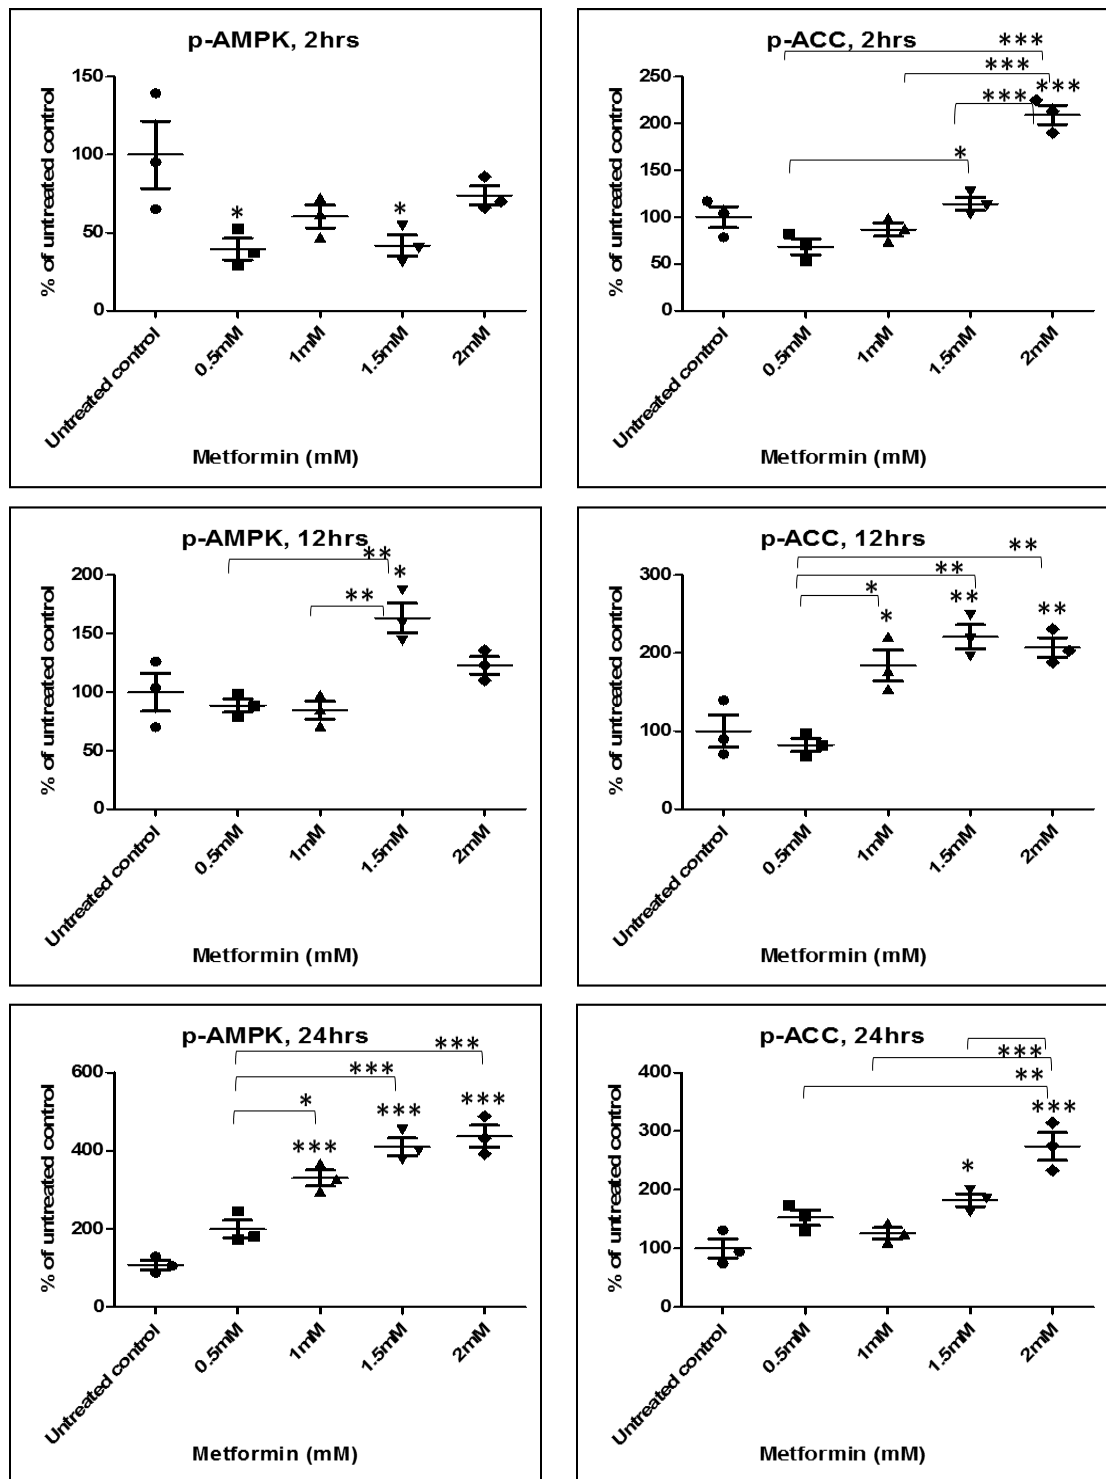 p-AMPK, 2hrs
*
*
150
100
50
0
% of untreated control
Untreated control
0.5mM
1mM
1.5mM
2mM
Metformin (mM)
p-ACC, 2hrs
***
***
***
***
*
250
200
150
100
50
0
% of untreated control
Untreated control
0.5mM
1mM
1.5mM
2mM
Metformin (mM)
p-AMPK, 12hrs
**
*
**
200
150
100
50
0
% of untreated control
Untreated control
0.5mM
1mM
1.5mM
2mM
Metformin (mM)
p-ACC, 12hrs
**
**
*
**
**
*
300
200
100
0
% of untreated control
Untreated control
0.5mM
1mM
1.5mM
2mM
Metformin (mM)
p-AMPK, 24hrs
***
***
*
***
***
***
600
400
200
0
% of untreated control
Untreated control
0.5mM
1mM
1.5mM
2mM
Metformin (mM)
p-ACC, 24hrs
***
**
***
*
400
300
200
100
0
% of untreated control
Untreated control
0.5mM
1mM
1.5mM
2mM
Metformin (mM)